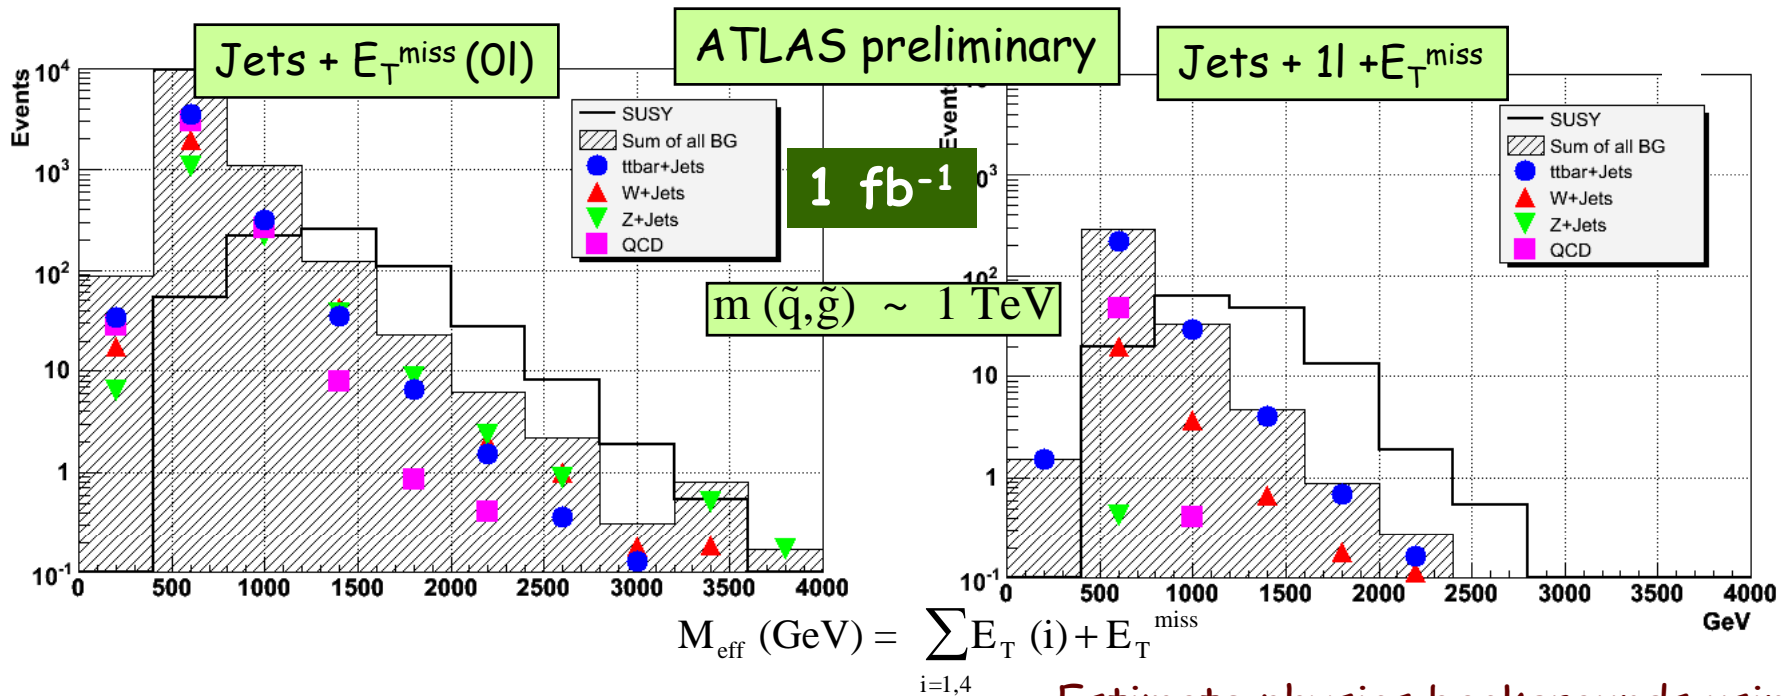 Jets + E_T^miss (0l)
ATLAS preliminary
Jets + 1l +E_T^miss
Events
10^4
10^3
10^2
10
1
10^-1
SUSY
Sum of all BG
ttbar+Jets
W+Jets
Z+Jets
QCD
0 500 1000 1500 2000 2500 3000 3500 4000
1 fb^-1
m (q̃,g̃) ~ 1 TeV
Event
10^2
10
1
10^-1
SUSY
Sum of all BG
ttbar+Jets
W+Jets
Z+Jets
QCD
0 500 1000 1500 2000 2500 3000 3500 4000
GeV
M_eff (GeV) = ∑ E_T (i) + E_T^miss
i=1,4